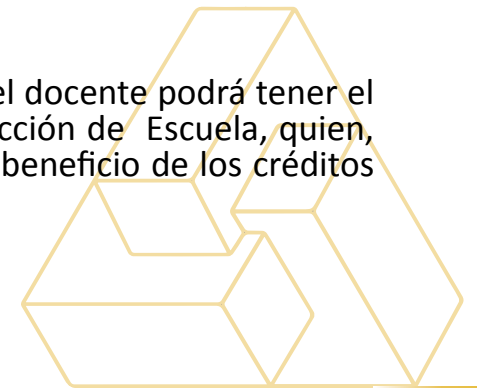 el docente podrá tener el
cción de Escuela, quien,
beneficio de los créditos